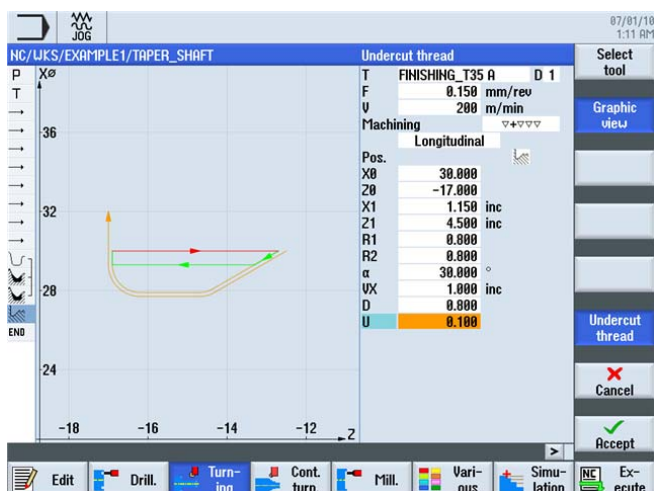 JOG
07/01/10
1:11 AM
NC/WKS/EXAMPLE1/TAPER_SHAFT
Undercut thread
Select tool
P
T
END
XØ
36
32
28
24
-18 -16 -14 -12 Z
T FINISHING_T35 A D 1
F 0.150 mm/rev
V 200 m/min
Machining ▽+▽▽▽
Longitudinal
Pos.
X0 30.000
Z0 -17.000
X1 1.150 inc
Z1 4.500 inc
R1 0.800
R2 0.800
α 30.000 °
VX 1.000 inc
D 0.800
U 0.100
Graphic view
Undercut thread
Cancel
Accept
>
Edit
Drill.
Turn-
ing
Cont.
turn.
Mill.
Vari-
ous
Simu-
lation
NC
Ex-
ecute